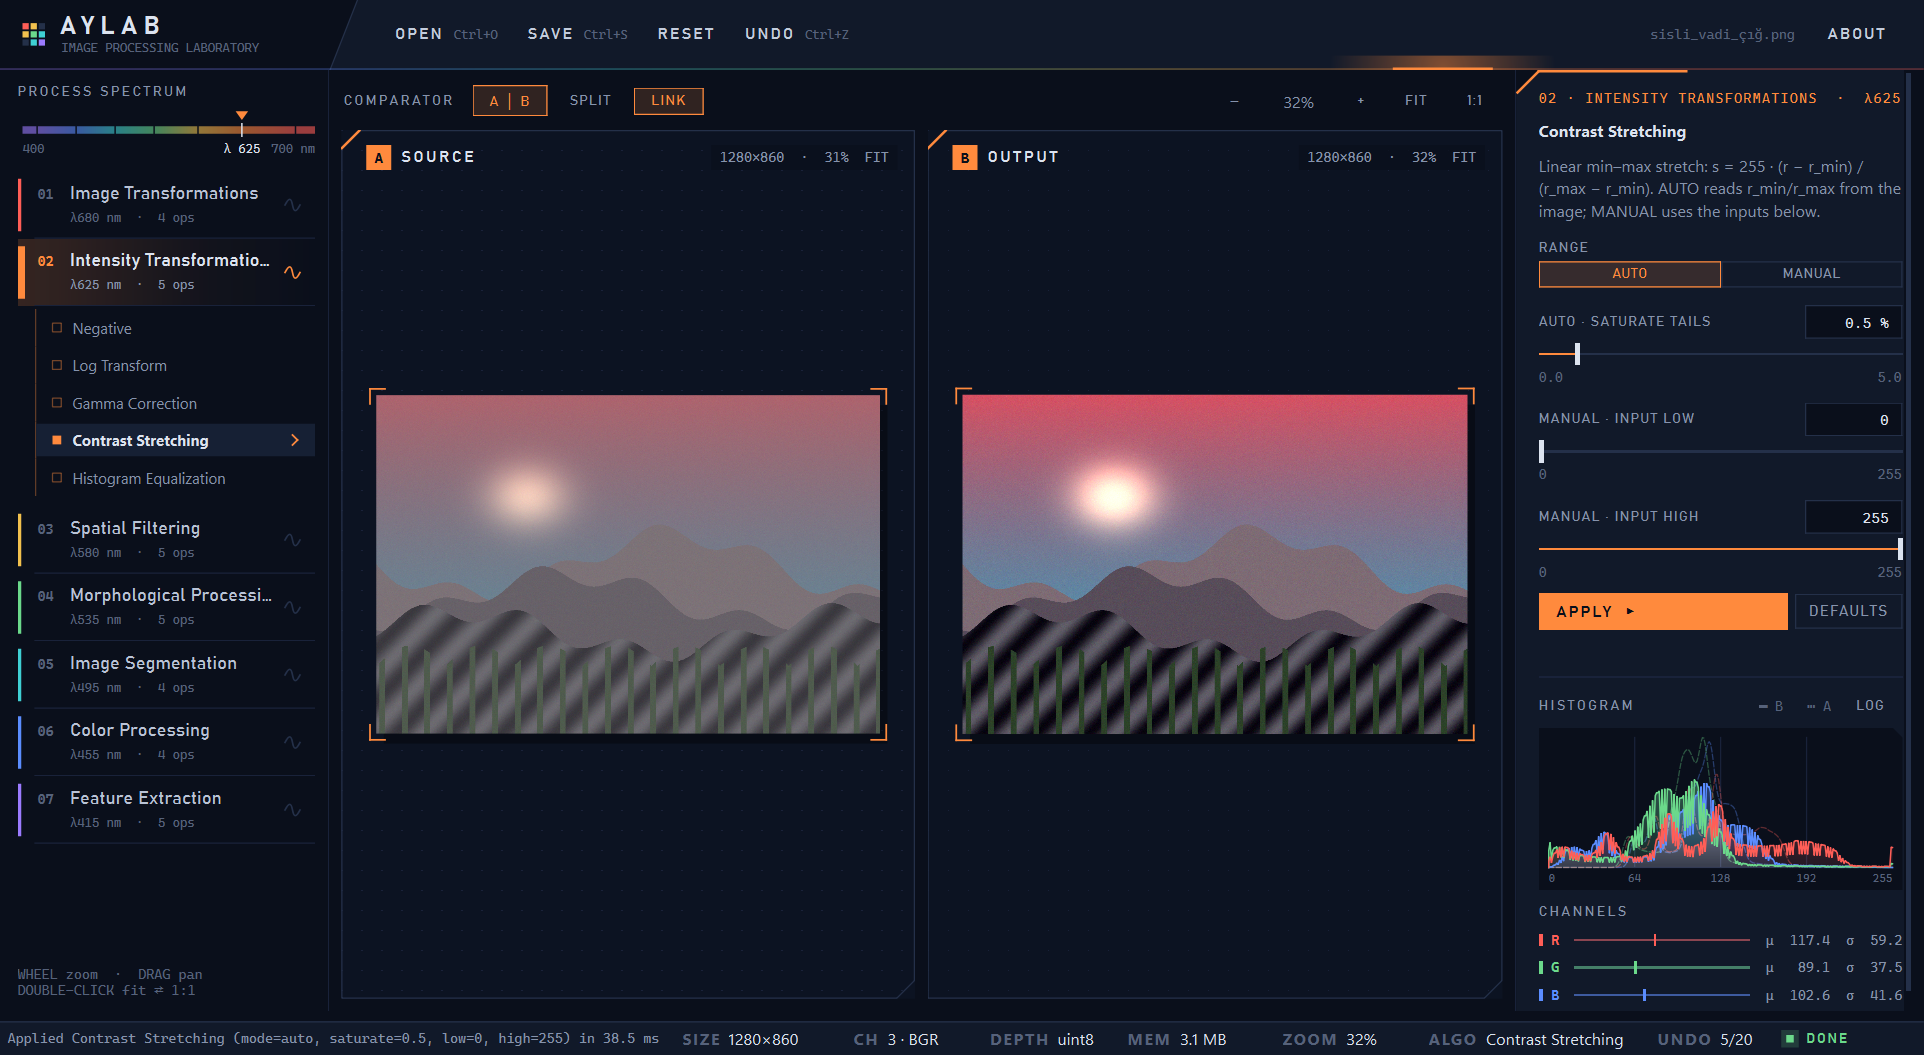 AYLAB
IMAGE PROCESSING LABORATORY
OPEN Ctrl+O SAVE Ctrl+S RESET UNDO Ctrl+Z
sisli_vadi_çığ.png ABOUT
PROCESS SPECTRUM
400 λ 625 700 nm
01 Image Transformations
λ680 nm · 4 ops
02 Intensity Transformatio…
λ625 nm · 5 ops
Negative
Log Transform
Gamma Correction
Contrast Stretching
Histogram Equalization
03 Spatial Filtering
λ580 nm · 5 ops
04 Morphological Processi…
λ535 nm · 5 ops
05 Image Segmentation
λ495 nm · 4 ops
06 Color Processing
λ455 nm · 4 ops
07 Feature Extraction
λ415 nm · 5 ops
WHEEL zoom · DRAG pan
DOUBLE-CLICK fit ⇄ 1:1
COMPARATOR A | B SPLIT LINK − 32% + FIT 1:1
A SOURCE 1280×860 · 31% FIT
B OUTPUT 1280×860 · 32% FIT
02 · INTENSITY TRANSFORMATIONS · λ625
Contrast Stretching
Linear min–max stretch: s = 255 · (r − r_min) /
(r_max − r_min). AUTO reads r_min/r_max from the
image; MANUAL uses the inputs below.
RANGE
AUTO MANUAL
AUTO · SATURATE TAILS 0.5 %
0.0 5.0
MANUAL · INPUT LOW 0
0 255
MANUAL · INPUT HIGH 255
0 255
APPLY ▸ DEFAULTS
HISTOGRAM B A LOG
0 64 128 192 255
CHANNELS
R μ 117.4 σ 59.2
G μ 89.1 σ 37.5
B μ 102.6 σ 41.6
Applied Contrast Stretching (mode=auto, saturate=0.5, low=0, high=255) in 38.5 ms SIZE 1280×860 CH 3 · BGR DEPTH uint8 MEM 3.1 MB ZOOM 32% ALGO Contrast Stretching UNDO 5/20 DONE